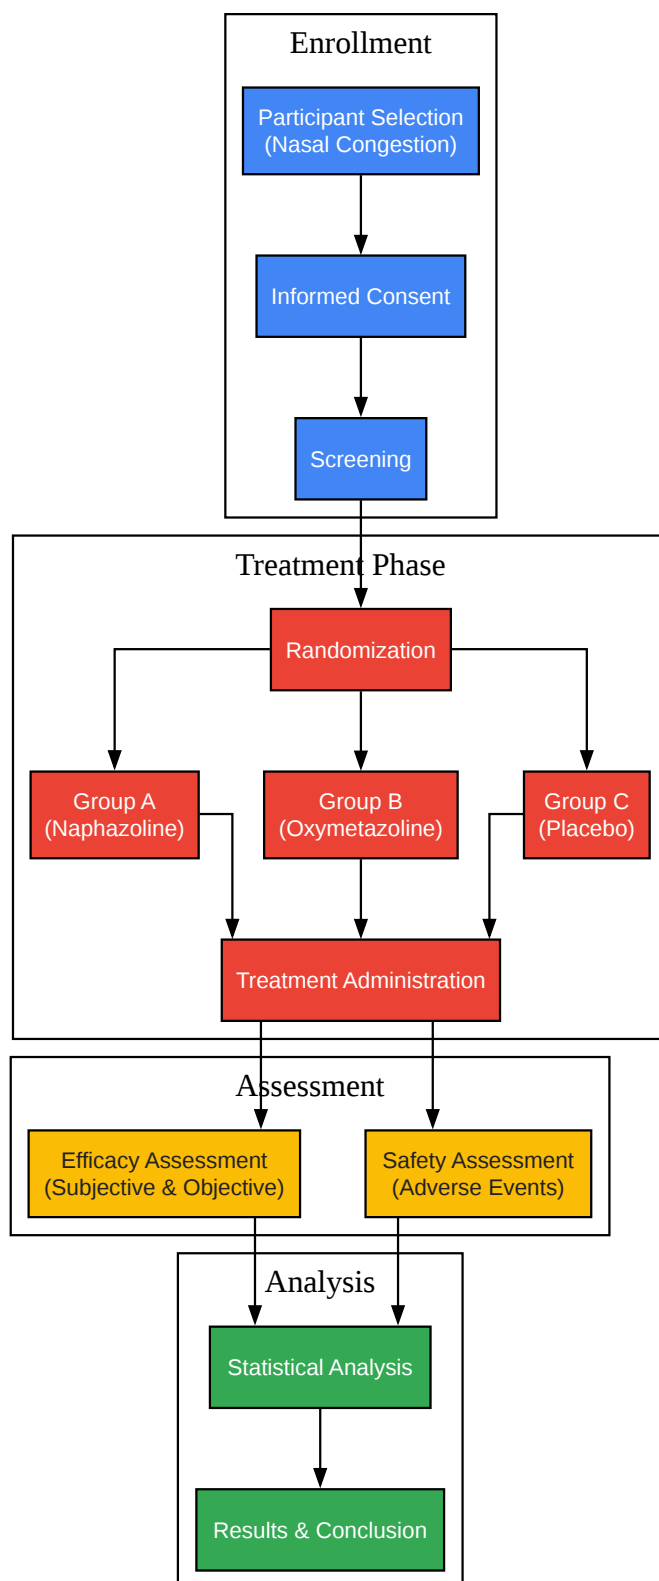 Enrollment
Participant Selection
(Nasal Congestion)
Informed Consent
Screening
Treatment Phase
Randomization
Group A
(Naphazoline)
Group B
(Oxymetazoline)
Group C
(Placebo)
Treatment Administration
Assessment
Efficacy Assessment
(Subjective & Objective)
Safety Assessment
(Adverse Events)
Analysis
Statistical Analysis
Results & Conclusion